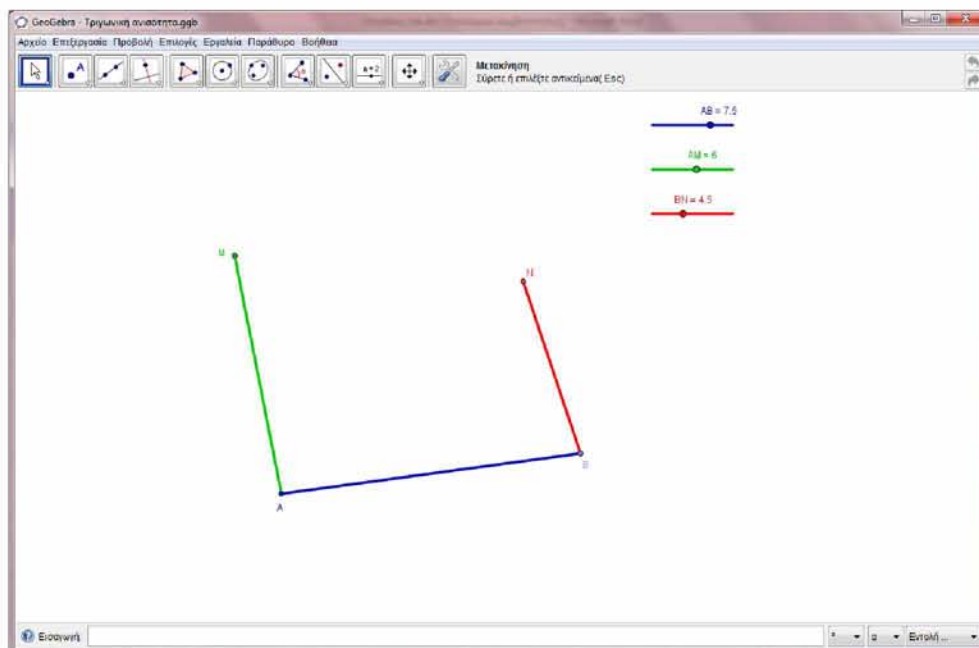 GeoGebra - Τριγωνική ανισότητα.ggb
Αρχείο Επεξεργασία Προβολή Επιλογές Εργαλεία Παράθυρο Βοήθεια
A
α
a=2
Μετακίνηση
Σύρετε ή επιλέξτε αντικείμενα( Esc)
AB = 7.5
AM = 6
BN = 4.5
M
N
B
A
Εισαγωγή:
α
Εντολή ...